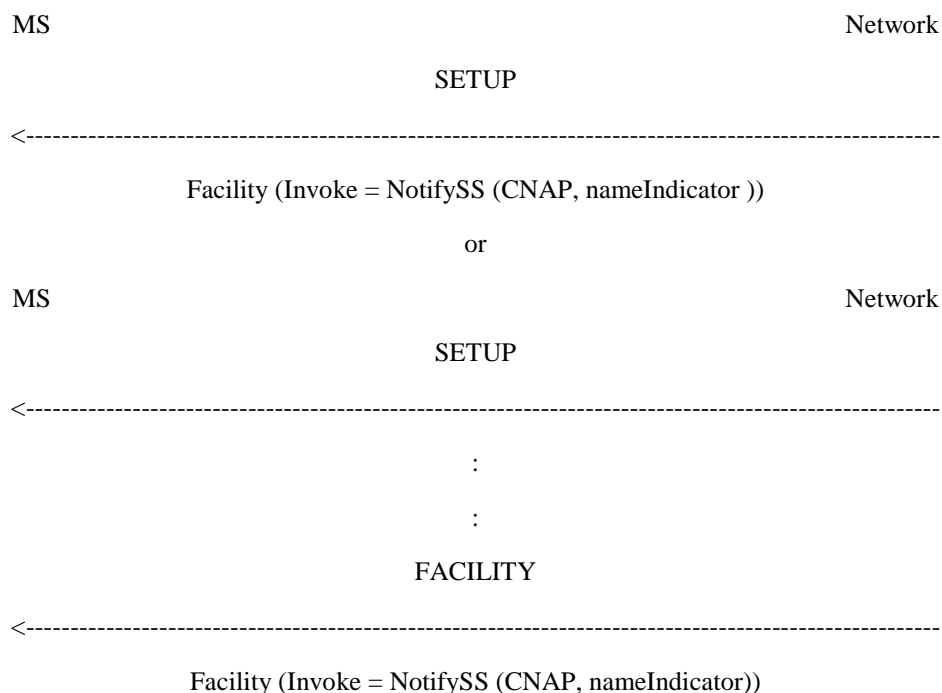 MS Network
SETUP
<------------------------------------------------------------------------------------------------------
Facility (Invoke = NotifySS (CNAP, nameIndicator ))
or
MS Network
SETUP
<------------------------------------------------------------------------------------------------------
:
:
FACILITY
<------------------------------------------------------------------------------------------------------
Facility (Invoke = NotifySS (CNAP, nameIndicator))